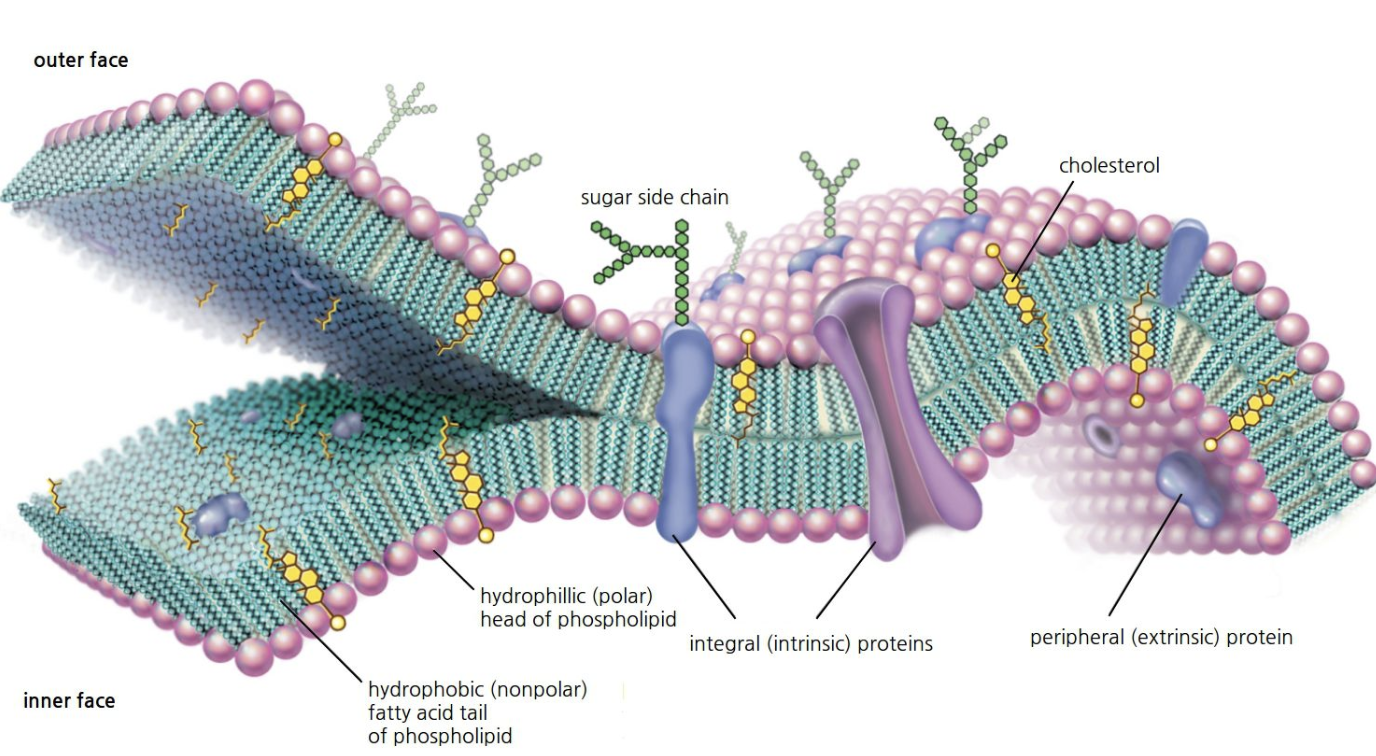 outer face
cholesterol
sugar side chain
hydrophillic (polar)
head of phospholipid
integral (intrinsic) proteins
peripheral (extrinsic) protein
hydrophobic (nonpolar)
fatty acid tail
of phospholipid
inner face